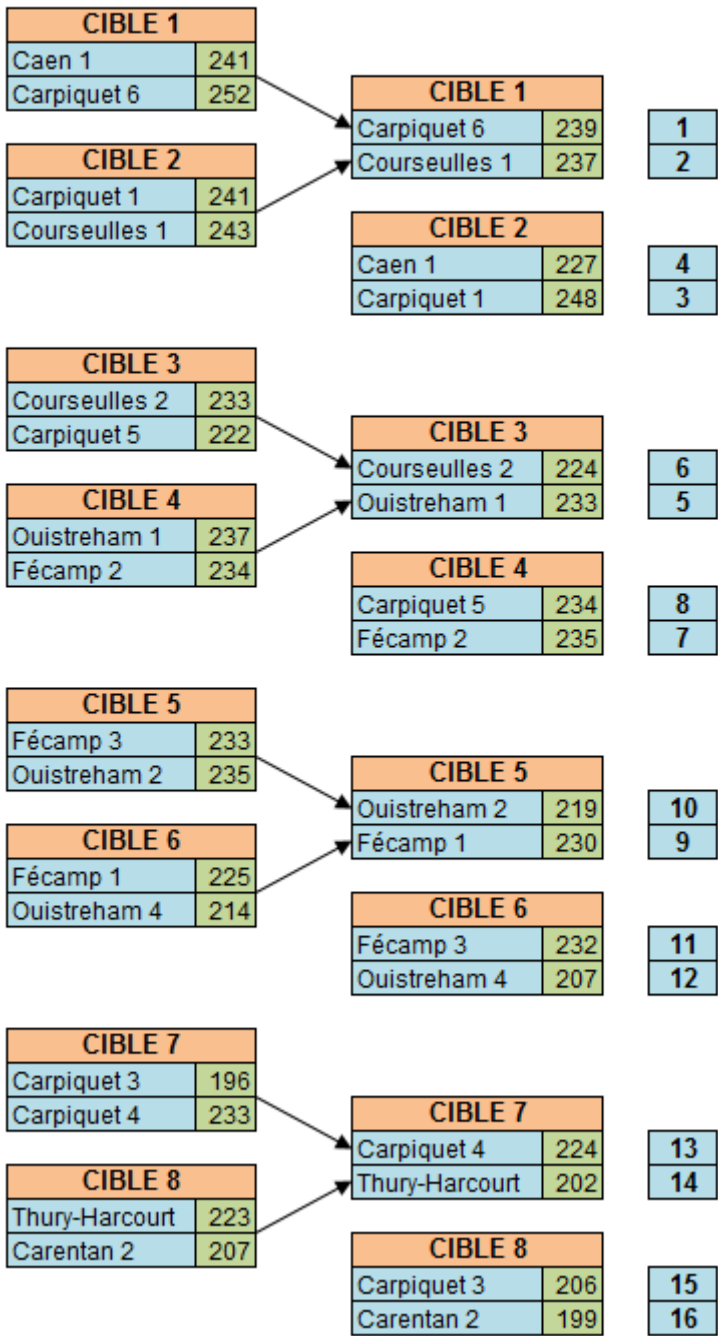 CIBLE 1
Caen 1 241
Carpiquet 6 252
CIBLE 2
Carpiquet 1 241
Courseulles 1 243
CIBLE 1
Carpiquet 6 239 1
Courseulles 1 237 2
CIBLE 2
Caen 1 227 4
Carpiquet 1 248 3
CIBLE 3
Courseulles 2 233
Carpiquet 5 222
CIBLE 4
Ouistreham 1 237
Fécamp 2 234
CIBLE 3
Courseulles 2 224 6
Ouistreham 1 233 5
CIBLE 4
Carpiquet 5 234 8
Fécamp 2 235 7
CIBLE 5
Fécamp 3 233
Ouistreham 2 235
CIBLE 6
Fécamp 1 225
Ouistreham 4 214
CIBLE 5
Ouistreham 2 219 10
Fécamp 1 230 9
CIBLE 6
Fécamp 3 232 11
Ouistreham 4 207 12
CIBLE 7
Carpiquet 3 196
Carpiquet 4 233
CIBLE 8
Thury-Harcourt 223
Carentan 2 207
CIBLE 7
Carpiquet 4 224 13
Thury-Harcourt 202 14
CIBLE 8
Carpiquet 3 206 15
Carentan 2 199 16